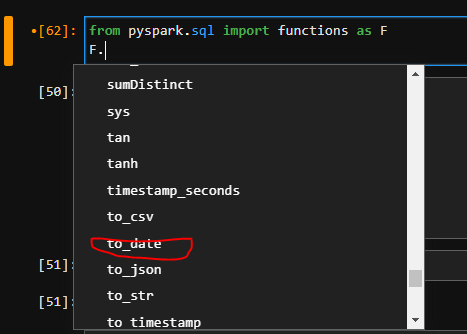 •[62]:
from pyspark.sql import functions as F
F.
[50]:
sumDistinct
sys
tan
tanh
timestamp_seconds
to_csv
to_date
[51]:
to_json
to_str
[51]:
to_timestamp